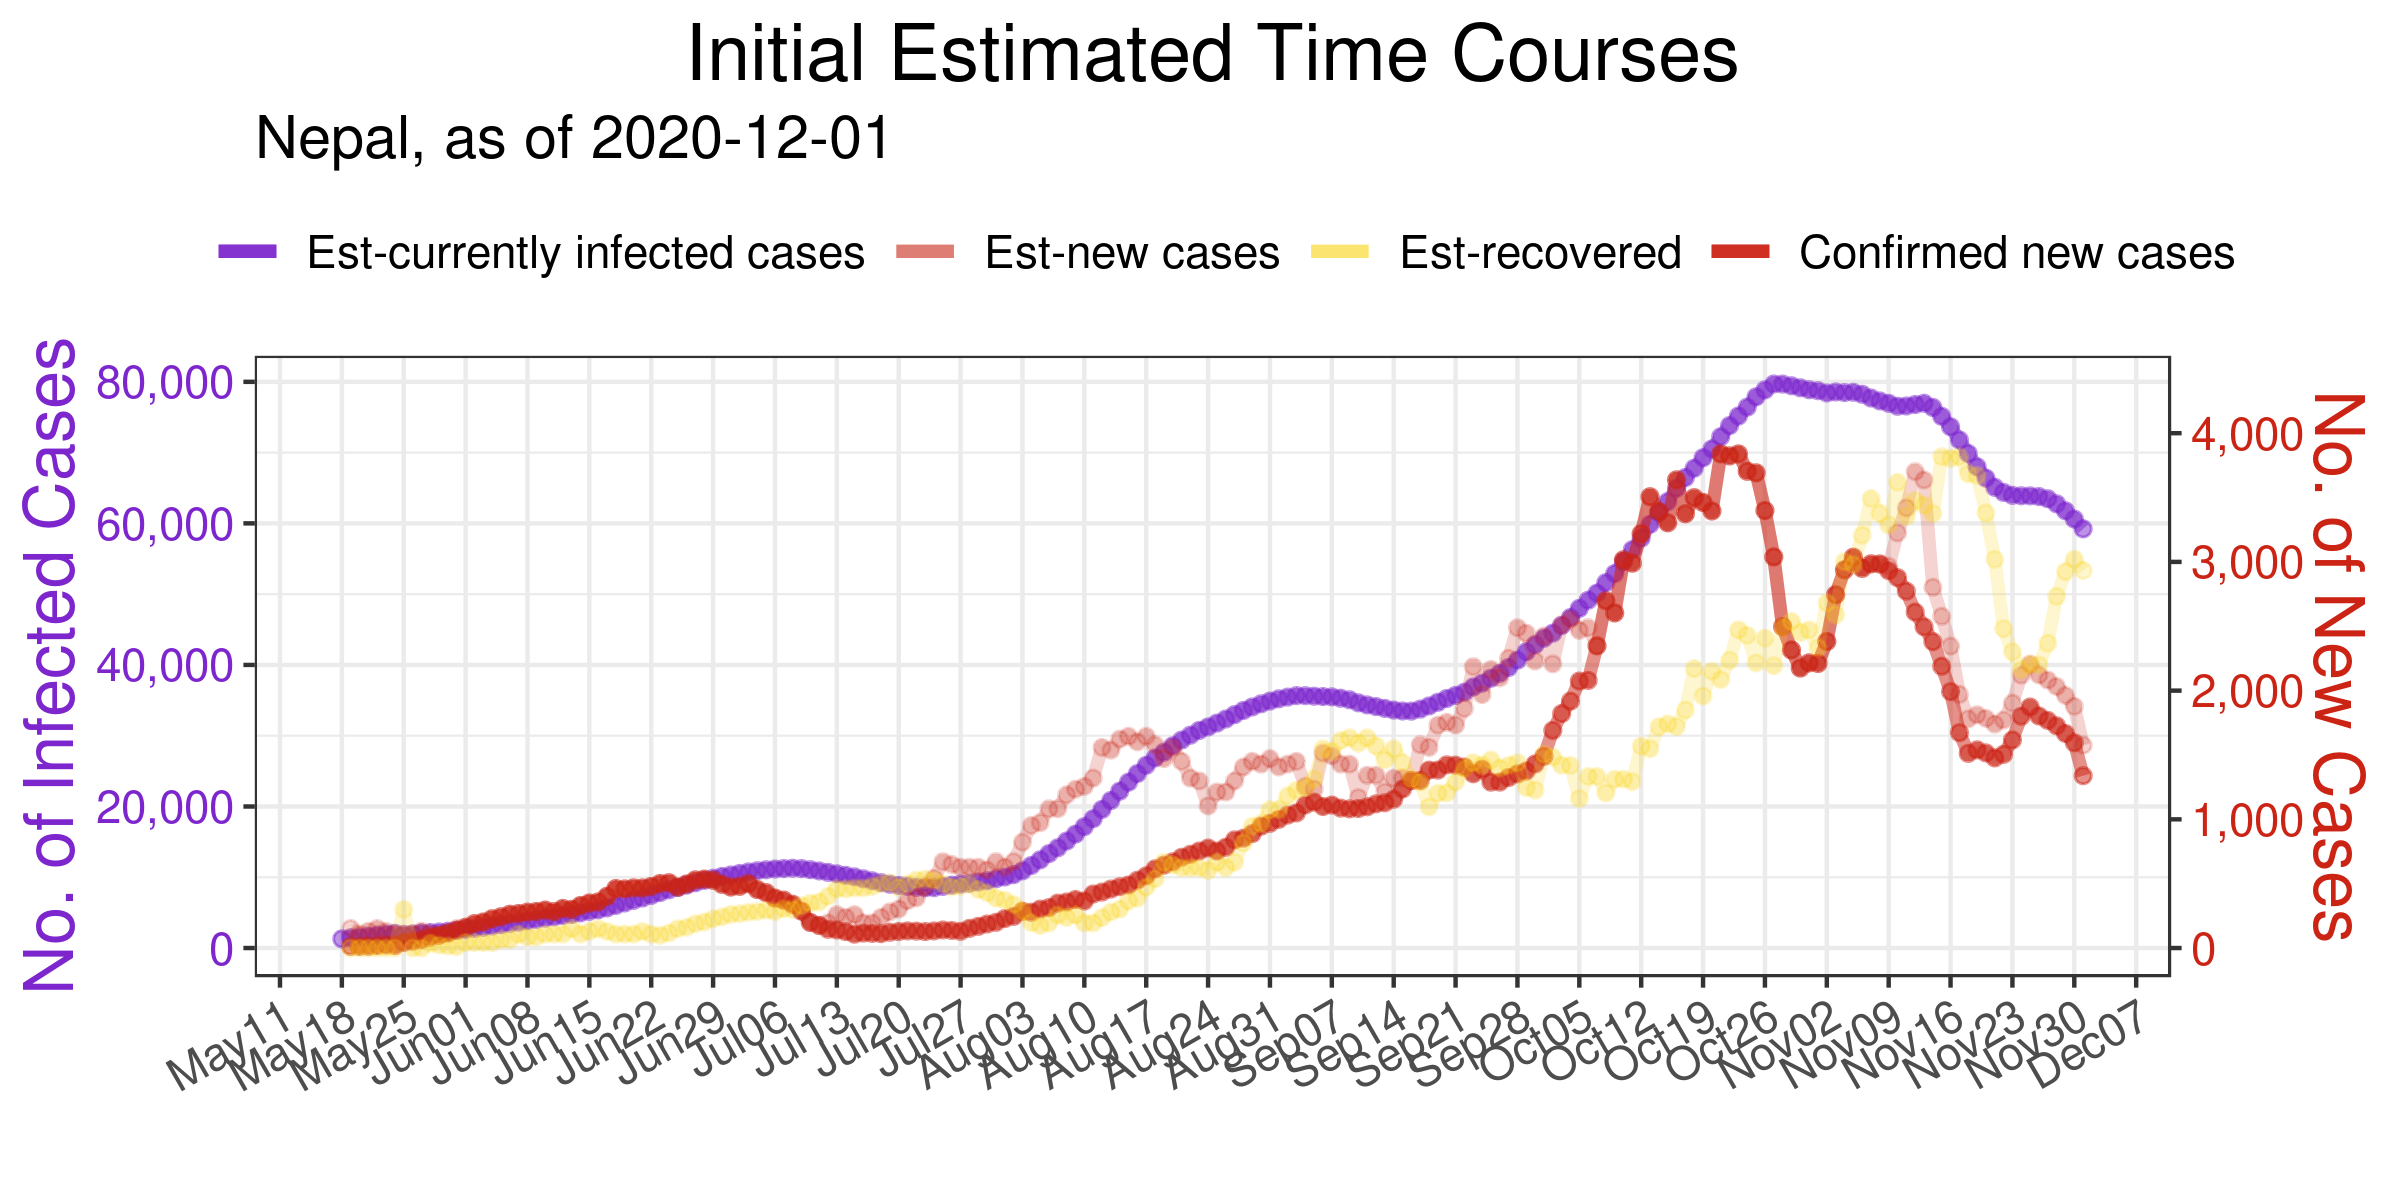 Initial Estimated Time Courses
Nepal, as of 2020-12-01
Est-currently infected cases Est-new cases Est-recovered Confirmed new cases
No. of Infected Cases
80,000
60,000
40,000
20,000
0
4,000
3,000
2,000
1,000
0
No. of New Cases
May11 May18 May25 Jun01 Jun08 Jun15 Jun22 Jun29 Jul06 Jul13 Jul20 Jul27 Aug03 Aug10 Aug17 Aug24 Aug31 Sep07 Sep14 Sep21 Sep28 Oct05 Oct12 Oct19 Oct26 Nov02 Nov09 Nov16 Nov23 Nov30 Dec07